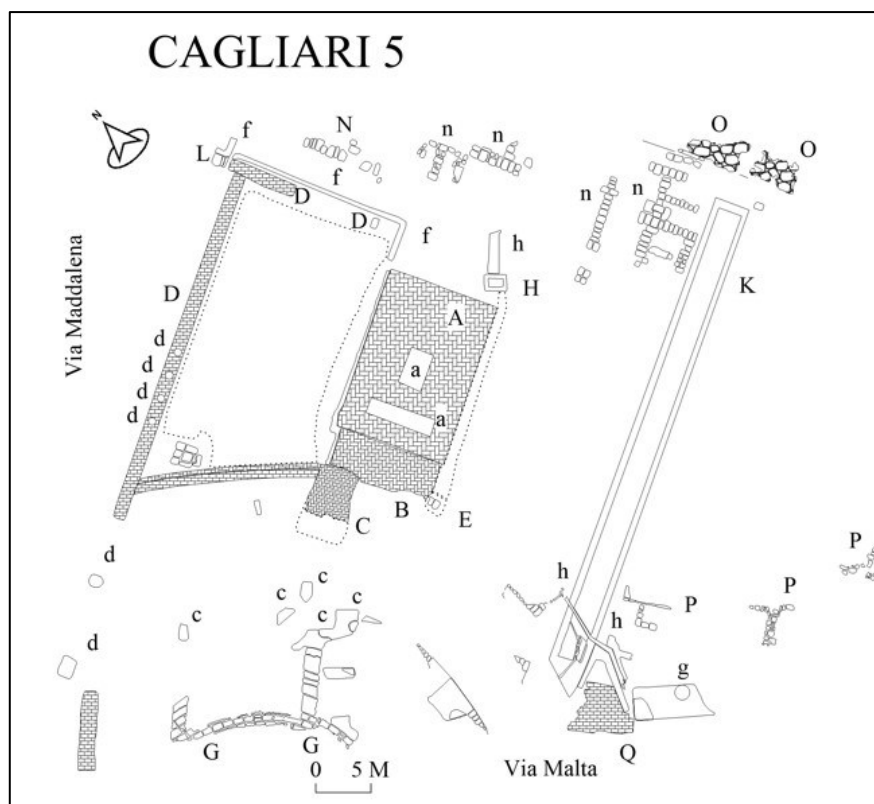 CAGLIARI 5
N
f N n n O O
L f
D D n n
f
h
D H K
Via Maddalena
A
d
d a
d
d a
B E
C
d
c P
c c h P P
c c h
d g
G G
0 5 M Via Malta Q